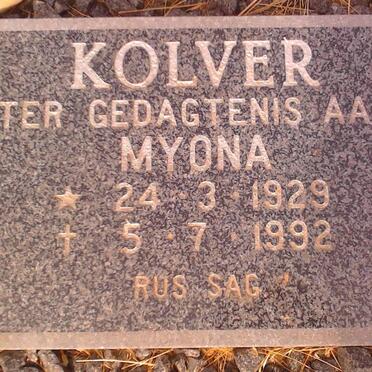 KOLVER
TER GEDAGTENIS AA
MYONA
★ 24·3·1929
† 5·7·1992
RUS SAG